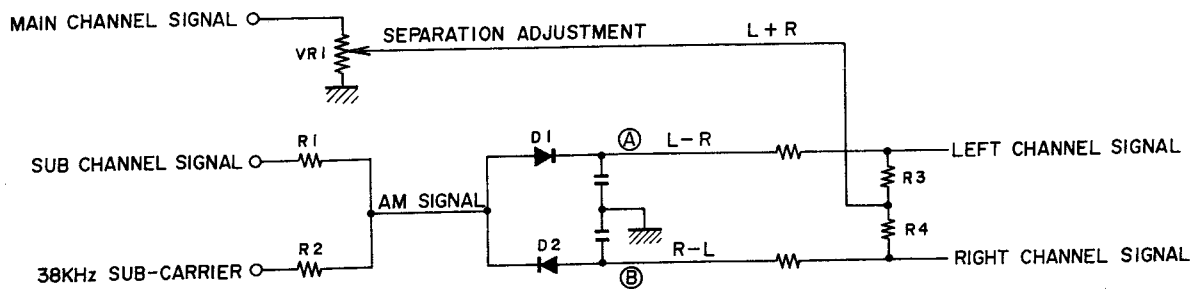 MAIN CHANNEL SIGNAL
SEPARATION ADJUSTMENT
L+R
VR1
D1
A
L-R
LEFT CHANNEL SIGNAL
R1
SUB CHANNEL SIGNAL
R3
AM SIGNAL
R4
R2
D2
R-L
38KHz SUB-CARRIER
B
RIGHT CHANNEL SIGNAL